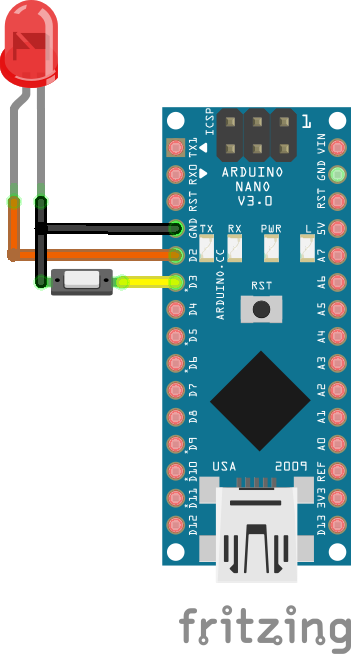 ICSP
1
TX1
RX0
RST
GND
D2
D3
D4
D5
D6
D7
D8
D9
D10
D11
D12
ARDUINO
NANO
V3.0
TX
RX
PWR
L
ARDUINO.CC
RST
VIN
GND
RST
5V
A7
A6
A5
A4
A3
A2
A1
A0
REF
3V3
D13
USA
2009
fritzing